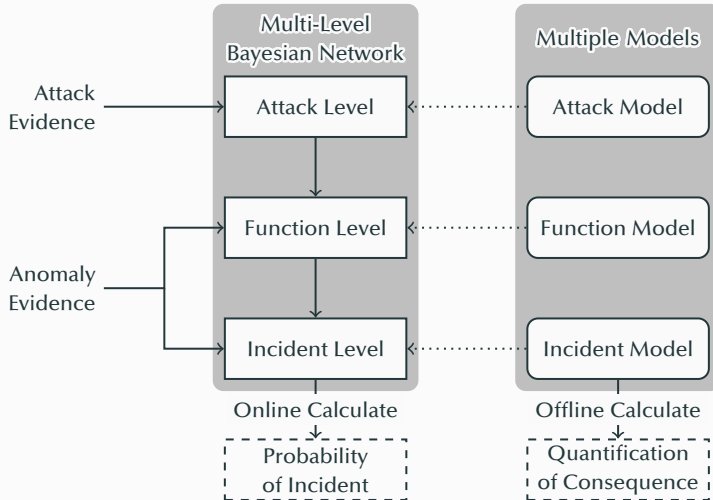 Multi-Level
Bayesian Network
Multiple Models
Attack
Evidence
Attack Level
Attack Model
Function Level
Function Model
Anomaly
Evidence
Incident Level
Incident Model
Online Calculate
Offline Calculate
Probability
of Incident
Quantification
of Consequence